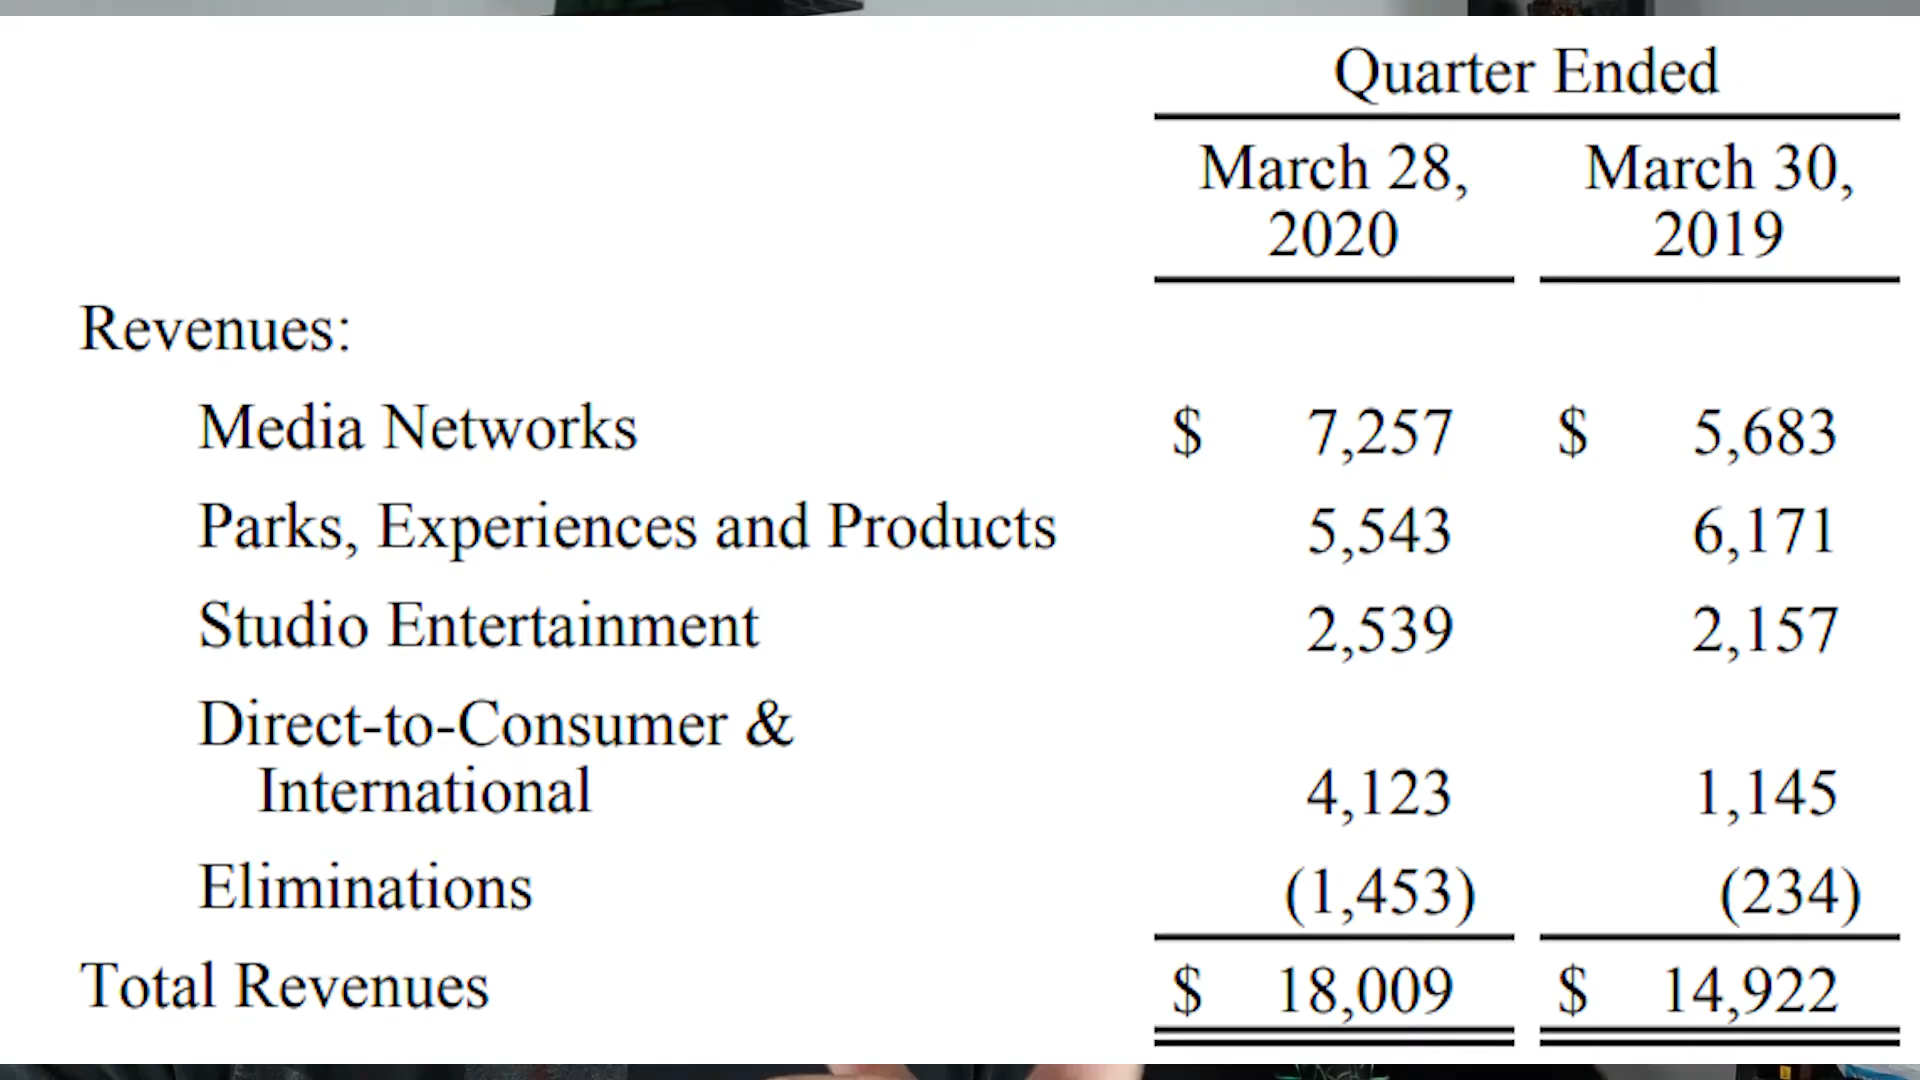 Quarter Ended
March 28, 2020 March 30, 2019
Revenues:
Media Networks $ 7,257 $ 5,683
Parks, Experiences and Products 5,543 6,171
Studio Entertainment 2,539 2,157
Direct-to-Consumer &
International 4,123 1,145
Eliminations (1,453) (234)
Total Revenues $ 18,009 $ 14,922